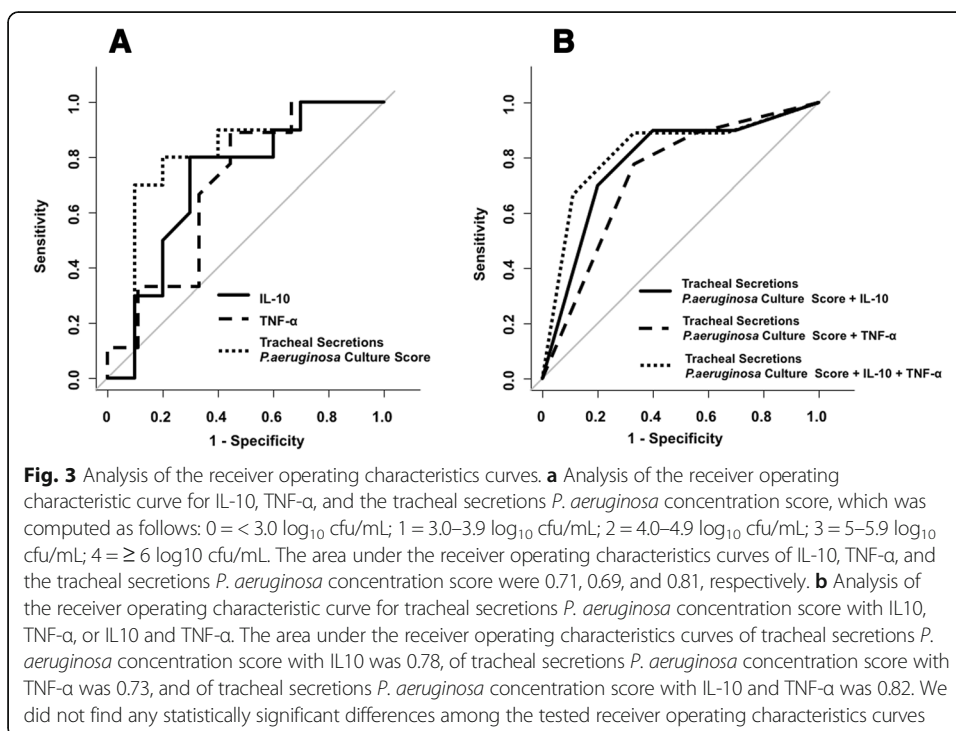 A
B
Sensitivity
1.0
0.8
0.6
0.4
0.2
0.0
IL-10
TNF-α
Tracheal Secretions
P.aeruginosa Culture Score
0 0.2 0.4 0.6 0.8 1.0
1 - Specificity
Sensitivity
1.0
0.8
0.6
0.4
0.2
0.0
Tracheal Secretions
P.aeruginosa Culture Score + IL-10
Tracheal Secretions
P.aeruginosa Culture Score + TNF-α
Tracheal Secretions
P.aeruginosa Culture Score + IL-10 + TNF-α
0 0.2 0.4 0.6 0.8 1.0
1 - Specificity
Fig. 3 Analysis of the receiver operating characteristics curves. a Analysis of the receiver operating
characteristic curve for IL-10, TNF-α, and the tracheal secretions P. aeruginosa concentration score, which was
computed as follows: 0 = < 3.0 log10 cfu/mL; 1 = 3.0–3.9 log10 cfu/mL; 2 = 4.0–4.9 log10 cfu/mL; 3 = 5–5.9 log10
cfu/mL; 4 = ≥ 6 log10 cfu/mL. The area under the receiver operating characteristics curves of IL-10, TNF-α, and
the tracheal secretions P. aeruginosa concentration score were 0.71, 0.69, and 0.81, respectively. b Analysis of
the receiver operating characteristic curve for tracheal secretions P. aeruginosa concentration score with IL10,
TNF-α, or IL10 and TNF-α. The area under the receiver operating characteristics curves of tracheal secretions P.
aeruginosa concentration score with IL10 was 0.78, of tracheal secretions P. aeruginosa concentration score with
TNF-α was 0.73, and of tracheal secretions P. aeruginosa concentration score with IL-10 and TNF-α was 0.82. We
did not find any statistically significant differences among the tested receiver operating characteristics curves